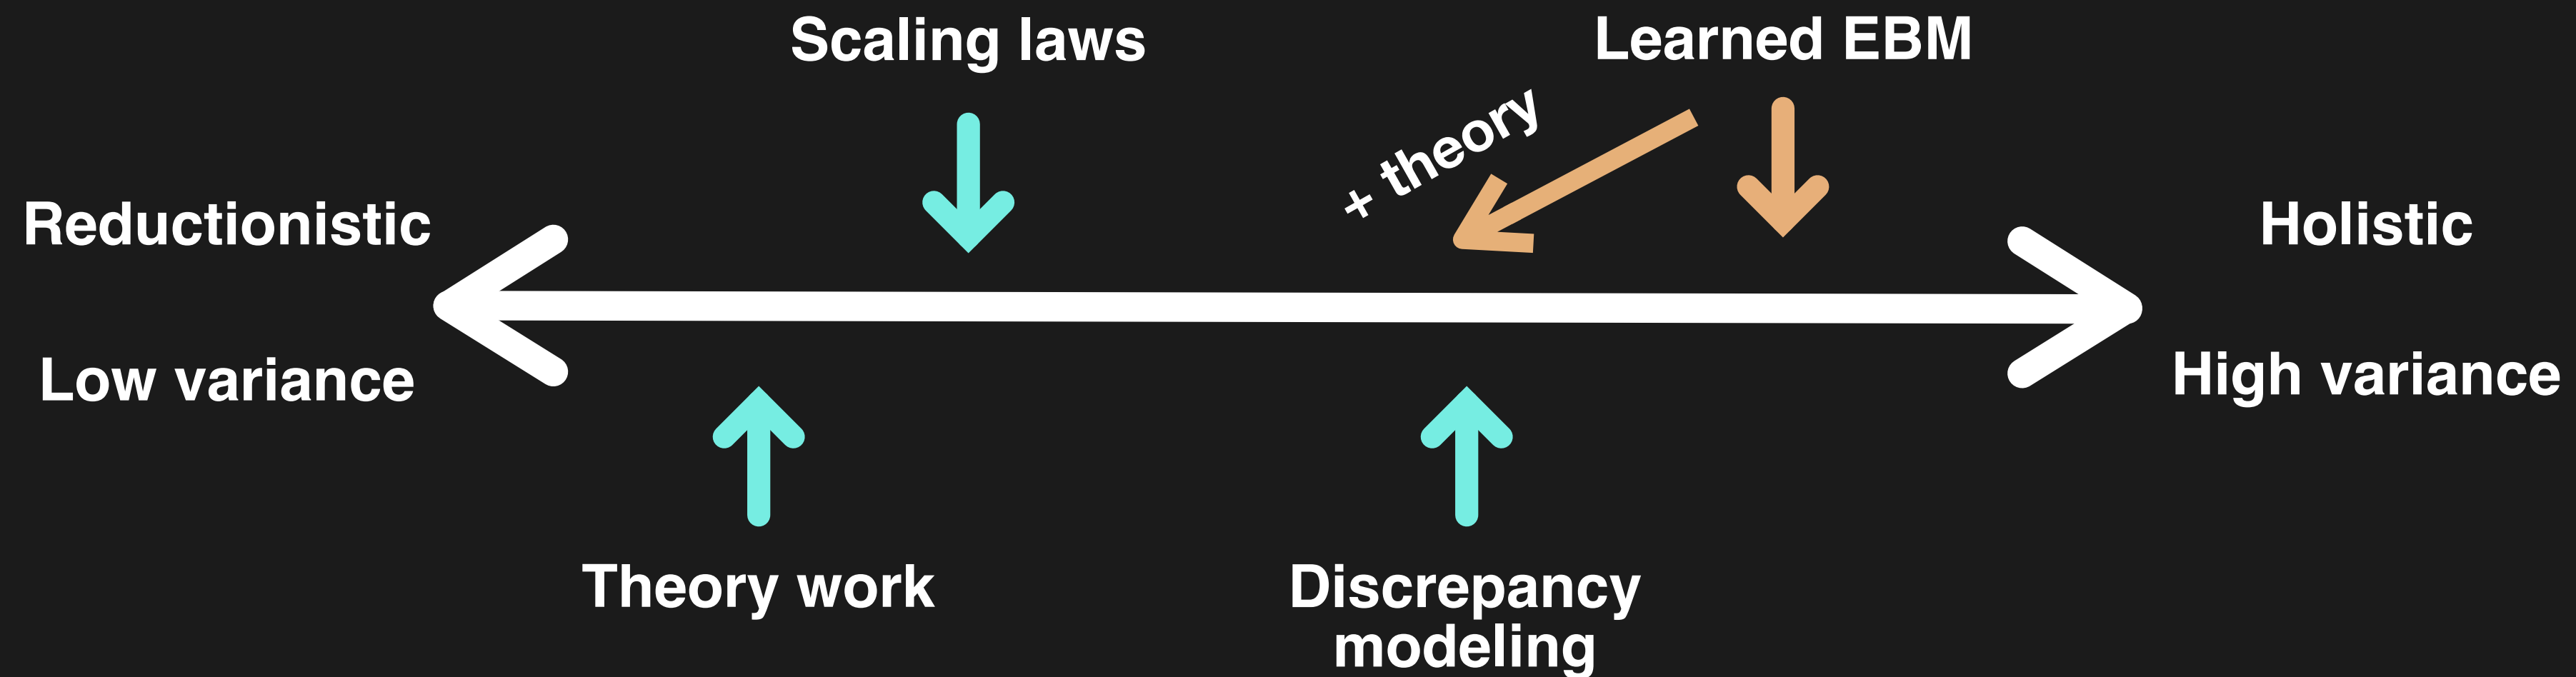 Scaling laws
Learned EBM
+ theory
Reductionistic
Holistic
Low variance
High variance
Theory work
Discrepancy
modeling